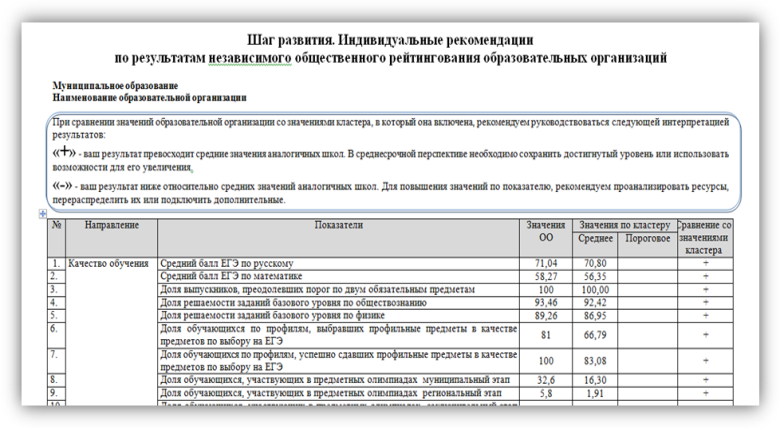 Шаг развития. Индивидуальные рекомендации
по результатам независимого общественного рейтингования образовательных организаций
Муниципальное образование
Наименование образовательной организации
При сравнении значений образовательной организации со значениями кластера, в который она включена, рекомендуем руководствоваться следующей интерпретацией
результатов:
«+» - ваш результат превосходит средние значения аналогичных школ. В среднесрочной перспективе необходимо сохранить достигнутый уровень или использовать
возможности для его увеличения,
«-» - ваш результат ниже относительно средних значений аналогичных школ. Для повышения значений по показателю, рекомендуем проанализировать ресурсы,
перераспределить их или подключить дополнительные.
№ Направление Показатели Значения ОО Значения по кластеру Сравнение со значениями кластера
Среднее Пороговое
1. Качество обучения Средний балл ЕГЭ по русскому 71,04 70,80 +
2. Средний балл ЕГЭ по математике 58,27 56,35 +
3. Доля выпускников, преодолевших порог по двум обязательным предметам 100 100,00 +
4. Доля решаемости заданий базового уровня по обществознанию 93,46 92,42 +
5. Доля решаемости заданий базового уровня по физике 89,26 86,95 +
6. Доля обучающихся по профилям, выбравших профильные предметы в качестве
предметов по выбору на ЕГЭ 81 66,79 +
7. Доля обучающихся по профилям, успешно сдавших профильные предметы в качестве
предметов по выбору на ЕГЭ 100 83,08 +
8. Доля обучающихся, участвующих в предметных олимпиадах муниципальный этап 32,6 16,30 +
9. Доля обучающихся, участвующих в предметных олимпиадах региональный этап 5,8 1,91 +